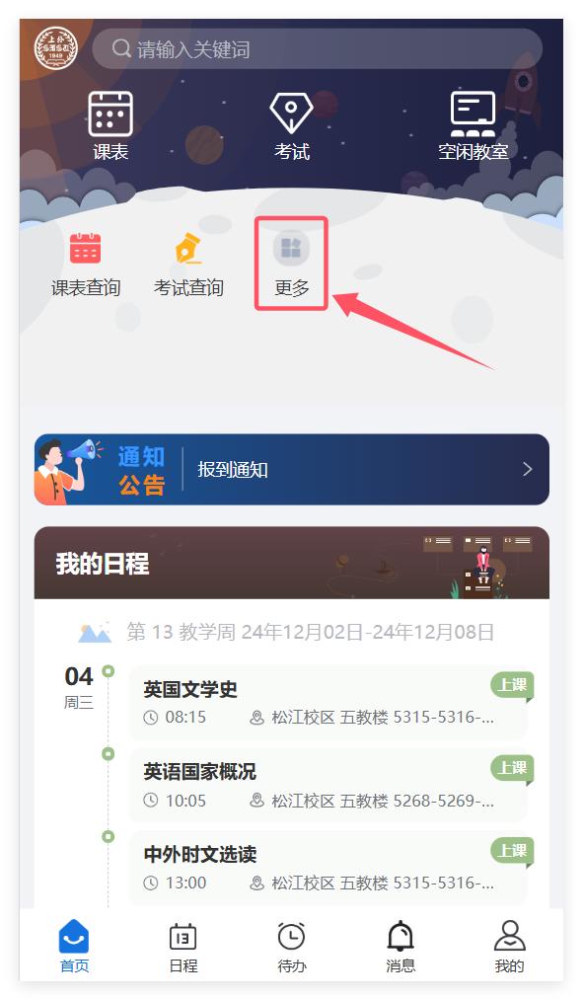 上外
SISU
1949
请输入关键词
课表
考试
空闲教室
课表查询
考试查询
更多
通知
公告
报到通知
我的日程
第 13 教学周 24年12月02日-24年12月08日
04
周三
英国文学史
上课
08:15
松江校区 五教楼 5315-5316-...
英语国家概况
上课
10:05
松江校区 五教楼 5268-5269-...
中外时文选读
上课
13:00
松江校区 五教楼 5315-5316-...
13
首页
日程
待办
消息
我的